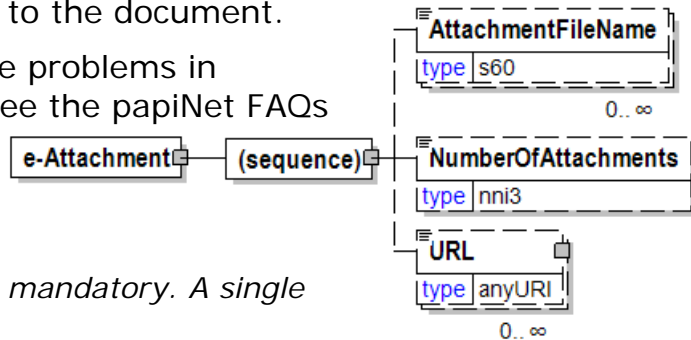 to the document.
AttachmentFileName
type s60
0.. ∞
e problems in
ee the papiNet FAQs
e-Attachment
(sequence)
NumberOfAttachments
type nni3
URL
type anyURI
0.. ∞
mandatory. A single